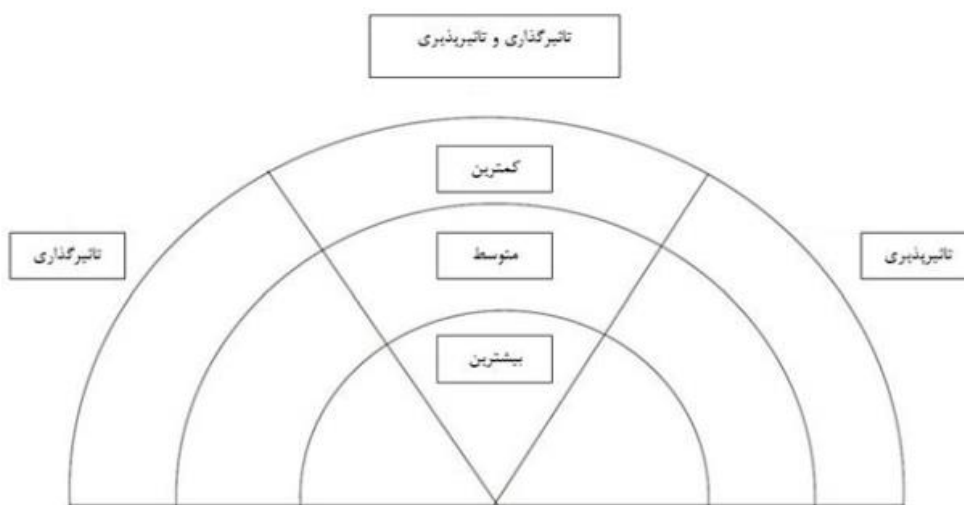 تاثیرگذاری و تاثیرپذیری
کمترین
تاثیرپذیری
متوسط
تاثیرگذاری
بیشترین